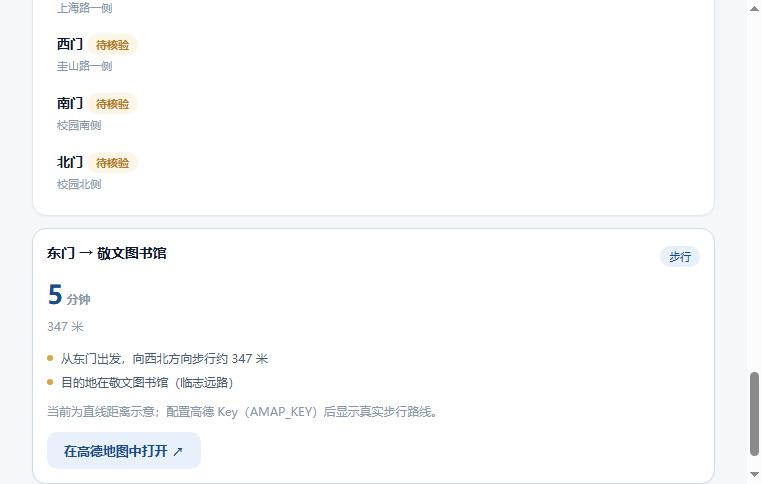 上海路一侧
西门 待核验
圭山路一侧
南门 待核验
校园南侧
北门 待核验
校园北侧
东门 → 敬文图书馆 步行
5 分钟
347 米
从东门出发，向西北方向步行约 347 米
目的地在敬文图书馆（临志远路）
当前为直线距离示意；配置高德 Key（AMAP_KEY）后显示真实步行路线。
在高德地图中打开 ↗